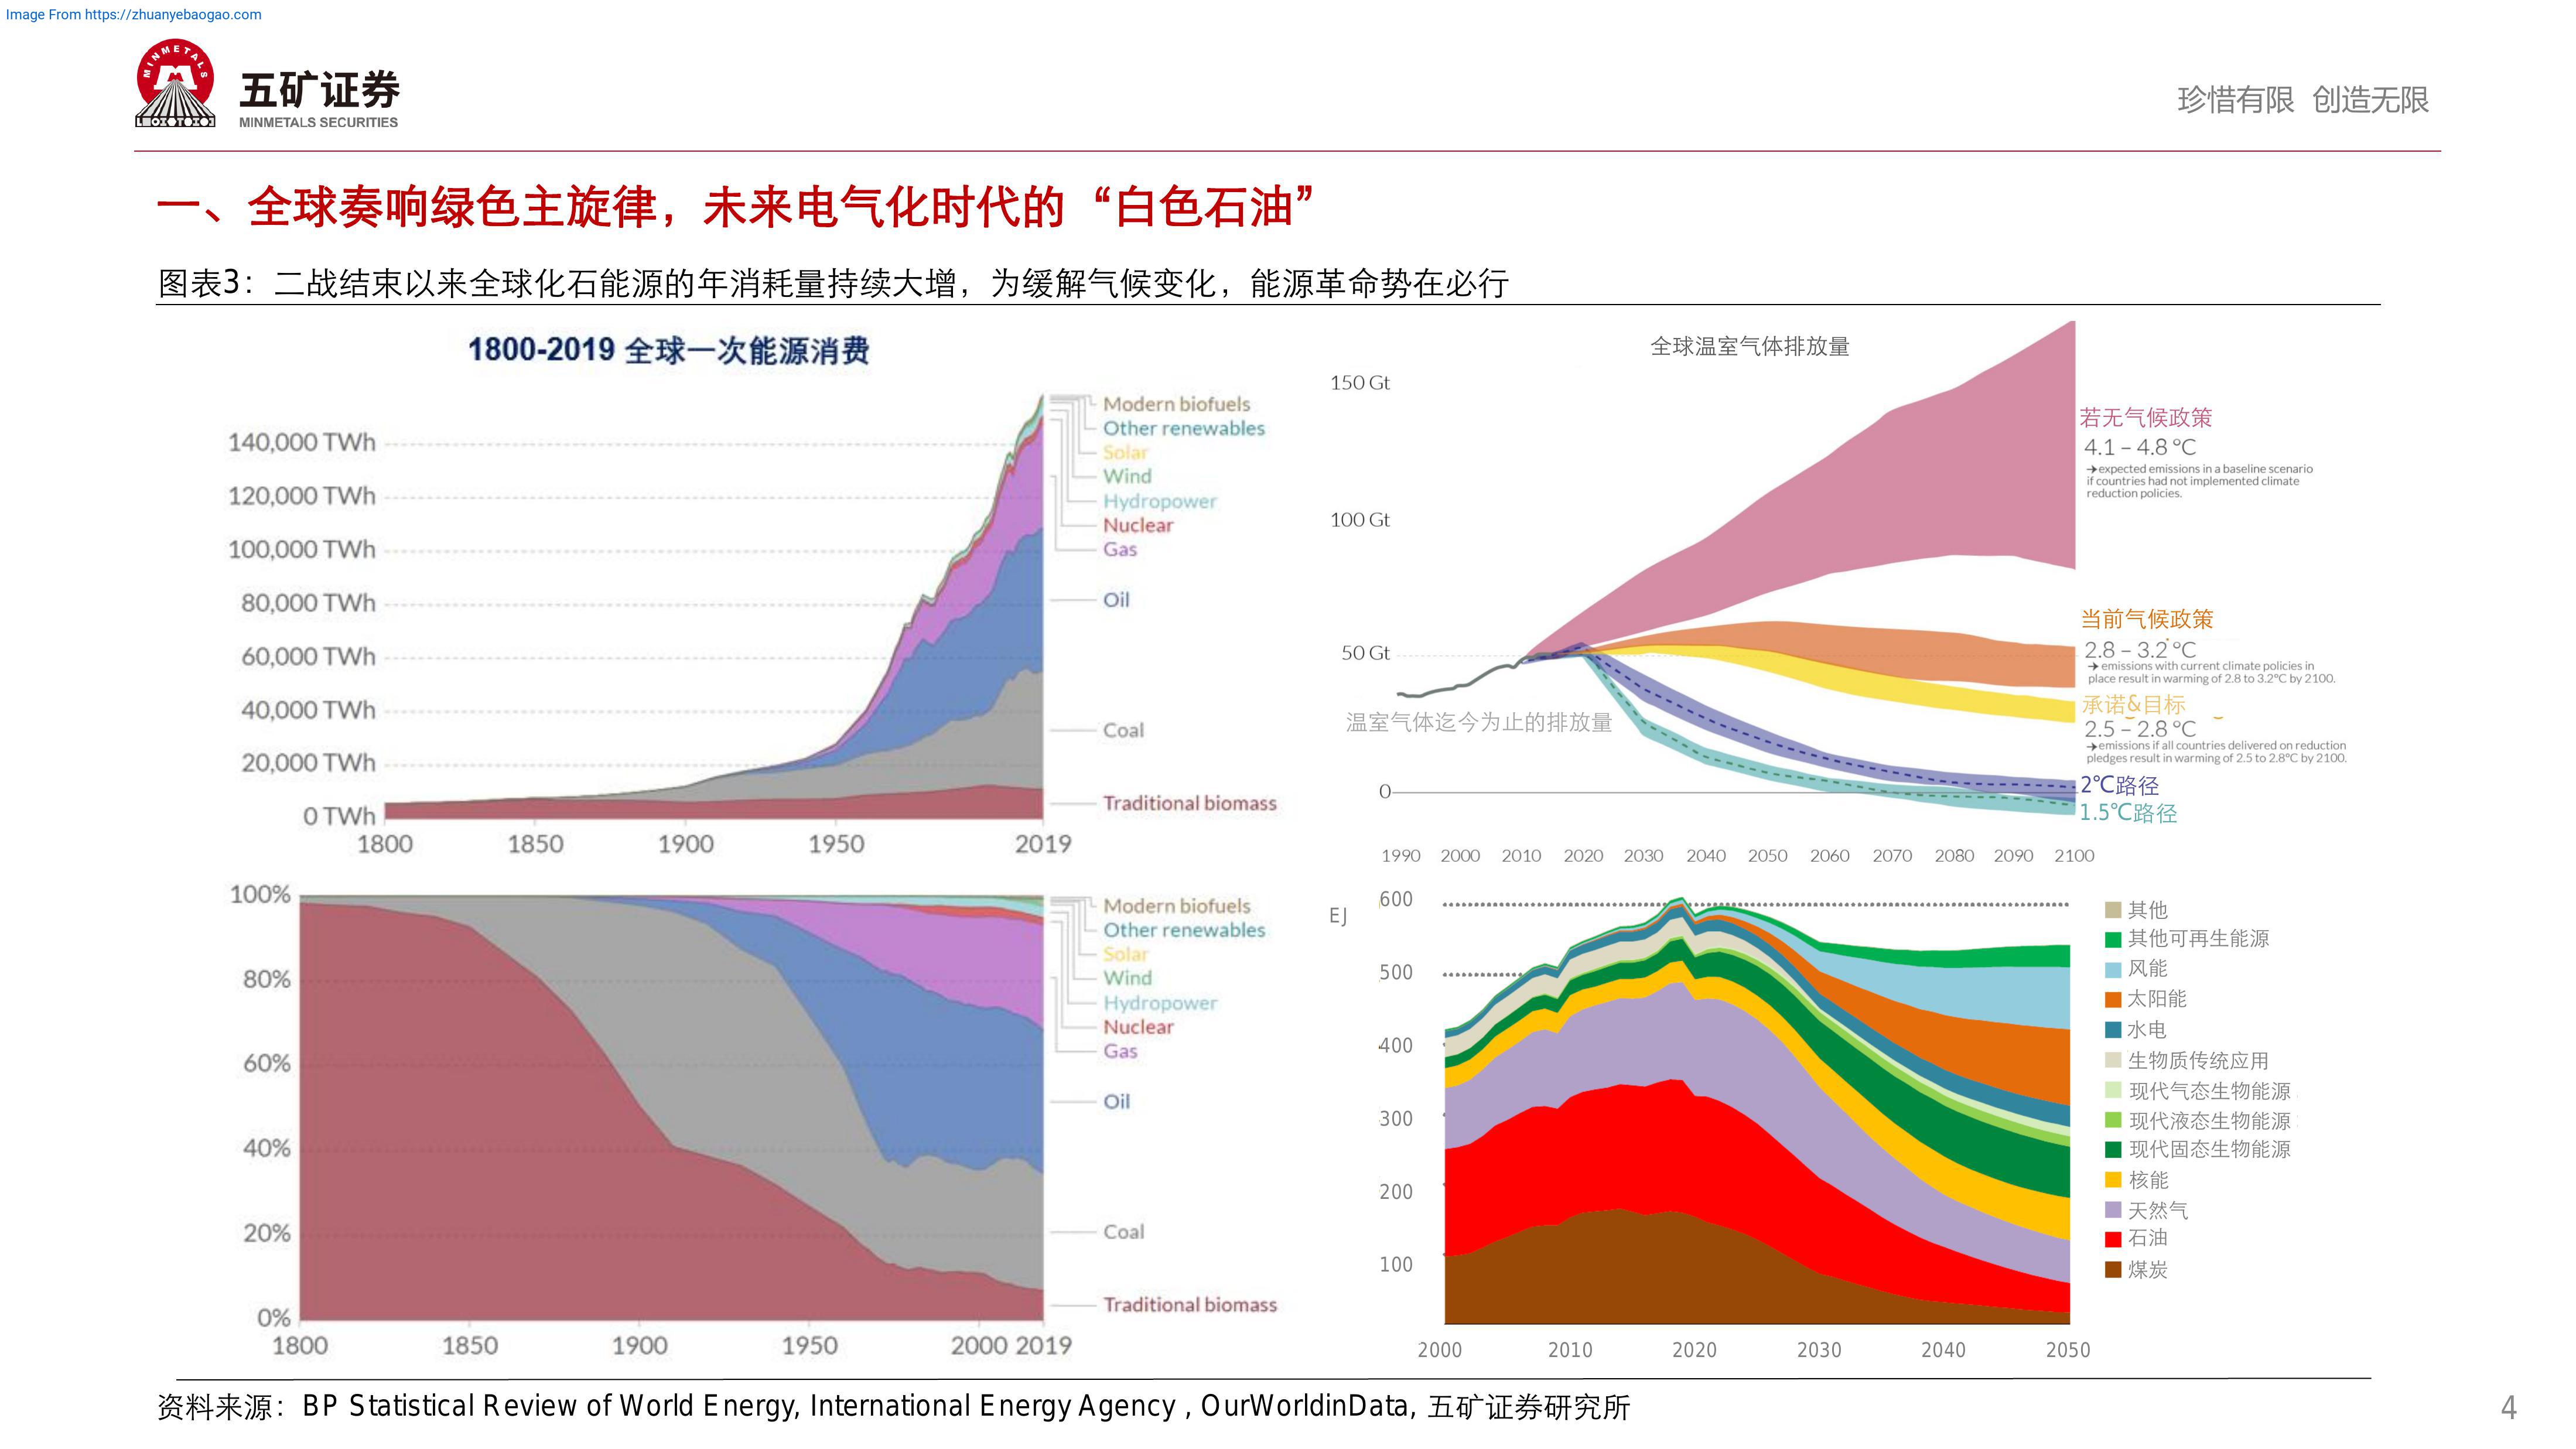 Image From https://zhuanyebaogao.com
MINMETALS
五矿证券
MINMETALS SECURITIES
珍惜有限 创造无限
一、全球奏响绿色主旋律，未来电气化时代的“白色石油”
图表3：二战结束以来全球化石能源的年消耗量持续大增，为缓解气候变化，能源革命势在必行
1800-2019 全球一次能源消费
140,000 TWh
120,000 TWh
100,000 TWh
80,000 TWh
60,000 TWh
40,000 TWh
20,000 TWh
0 TWh
1800 1850 1900 1950 2019
Modern biofuels
Other renewables
Solar
Wind
Hydropower
Nuclear
Gas
Oil
Coal
Traditional biomass
全球温室气体排放量
150 Gt
100 Gt
50 Gt
0
温室气体迄今为止的排放量
1990 2000 2010 2020 2030 2040 2050 2060 2070 2080 2090 2100
若无气候政策
4.1 – 4.8 ℃
→expected emissions in a baseline scenario
if countries had not implemented climate
reduction policies.
当前气候政策
2.8 – 3.2 ℃
→ emissions with current climate policies in
place result in warming of 2.8 to 3.2℃ by 2100.
承诺&目标
2.5 – 2.8 ℃
→emissions if all countries delivered on reduction
pledges result in warming of 2.5 to 2.8℃ by 2100.
2℃路径
1.5℃路径
100%
80%
60%
40%
20%
0%
1800 1850 1900 1950 2000 2019
Modern biofuels
Other renewables
Solar
Wind
Hydropower
Nuclear
Gas
Oil
Coal
Traditional biomass
EJ
600
500
400
300
200
100
2000 2010 2020 2030 2040 2050
其他
其他可再生能源
风能
太阳能
水电
生物质传统应用
现代气态生物能源
现代液态生物能源
现代固态生物能源
核能
天然气
石油
煤炭
资料来源：BP Statistical Review of World Energy, International Energy Agency , OurWorldinData, 五矿证券研究所
4